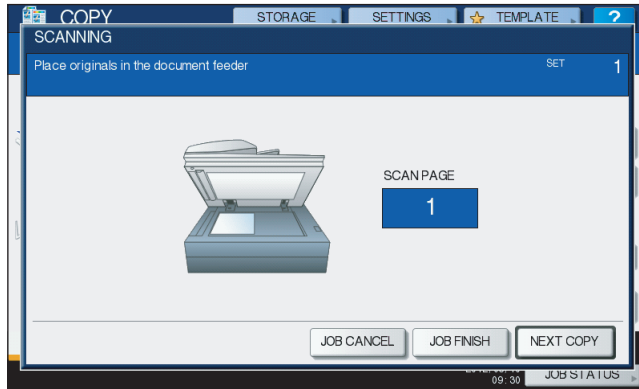 COPY
STORAGE
SETTINGS
TEMPLATE
?
SCANNING
Place originals in the document feeder
SET
1
SCAN PAGE
1
JOB CANCEL
JOB FINISH
NEXT COPY
09:30
JOB STATUS